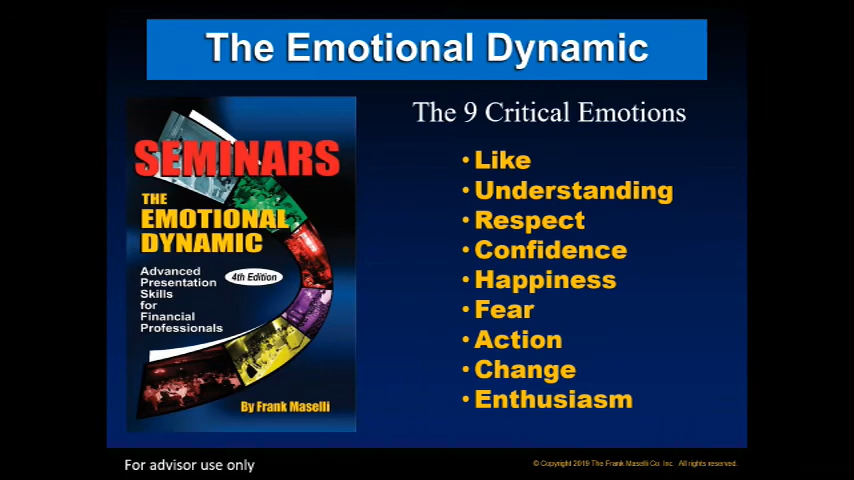 The Emotional Dynamic
SEMINARS
THE
EMOTIONAL
DYNAMIC
Advanced
Presentation
Skills
for
Financial
Professionals
4th Edition
By Frank Maselli
The 9 Critical Emotions
• Like
• Understanding
• Respect
• Confidence
• Happiness
• Fear
• Action
• Change
• Enthusiasm
For advisor use only
© Copyright 2019 The Frank Maselli Co. Inc. All rights reserved.